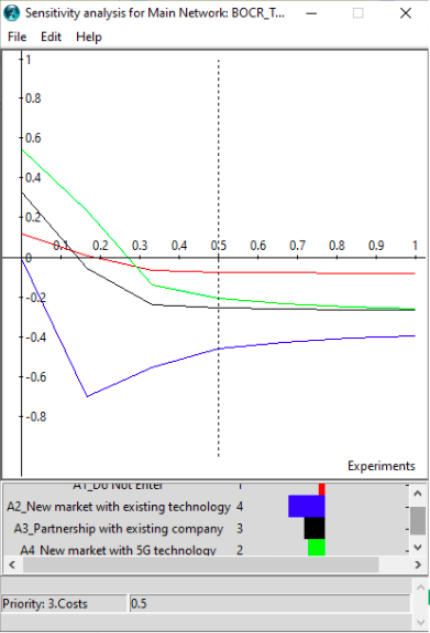 Sensitivity analysis for Main Network: BOCR_T...
File Edit Help
1
0.8
0.6
0.4
0.2
0.1 0.2 0.3 0.4 0.5 0.6 0.7 0.8 0.9 1
0
-0.2
-0.4
-0.6
-0.8
Experiments
A1_Do Not Enter 1
A2_New market with existing technology 4
A3_Partnership with existing company 3
A4_New market with 5G technology 2
Priority: 3.Costs 0.5